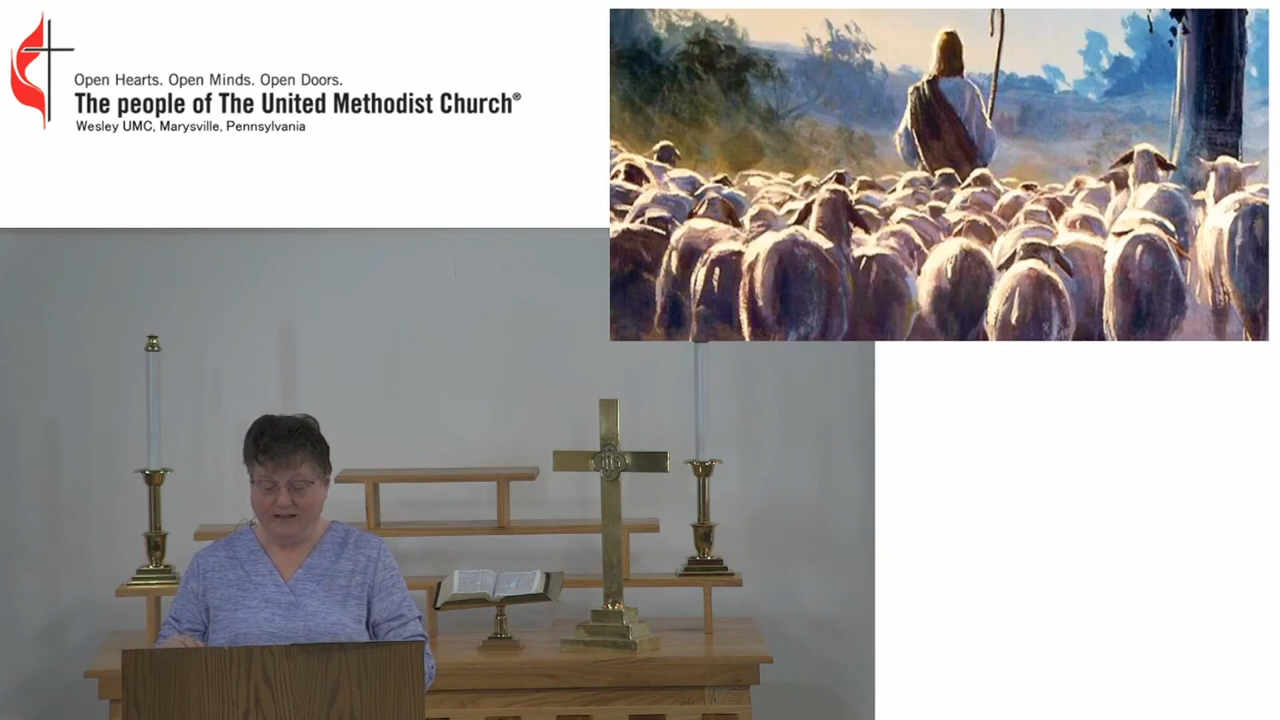 Open Hearts. Open Minds. Open Doors.
The people of The United Methodist Church®
Wesley UMC, Marysville, Pennsylvania